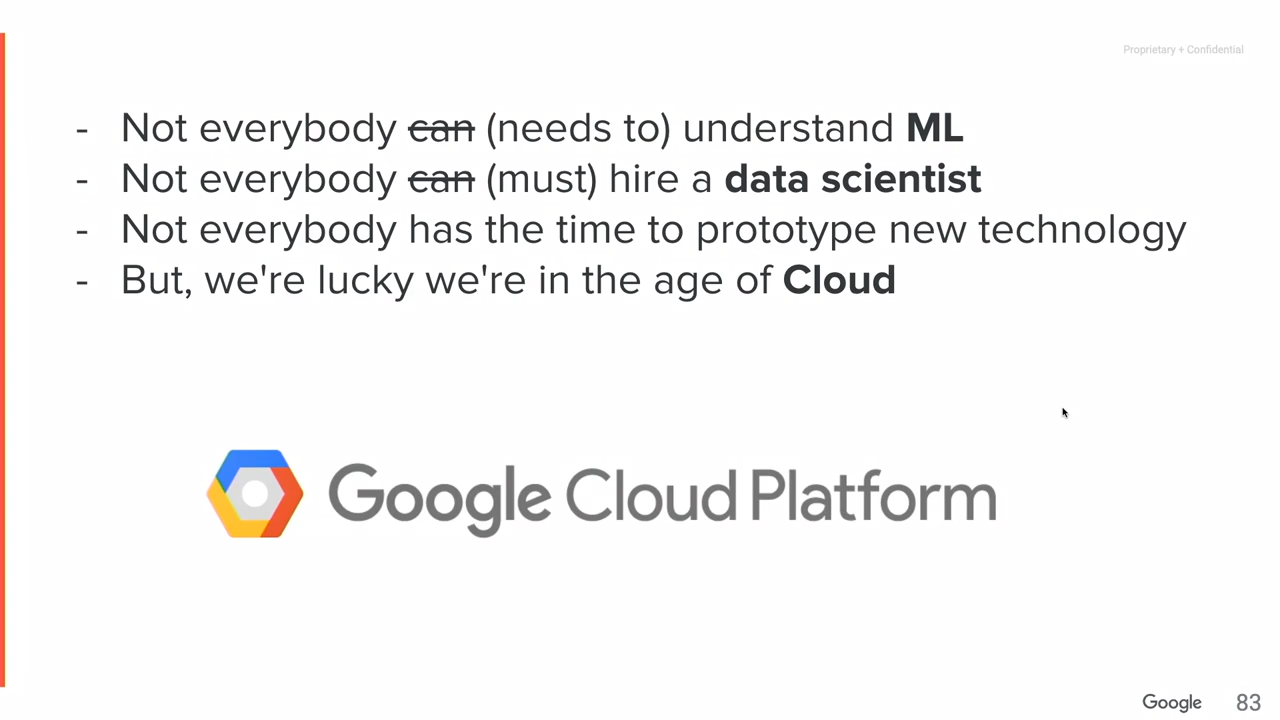 Proprietary + Confidential
- Not everybody can (needs to) understand ML
- Not everybody can (must) hire a data scientist
- Not everybody has the time to prototype new technology
- But, we're lucky we're in the age of Cloud
Google Cloud Platform
Google 83